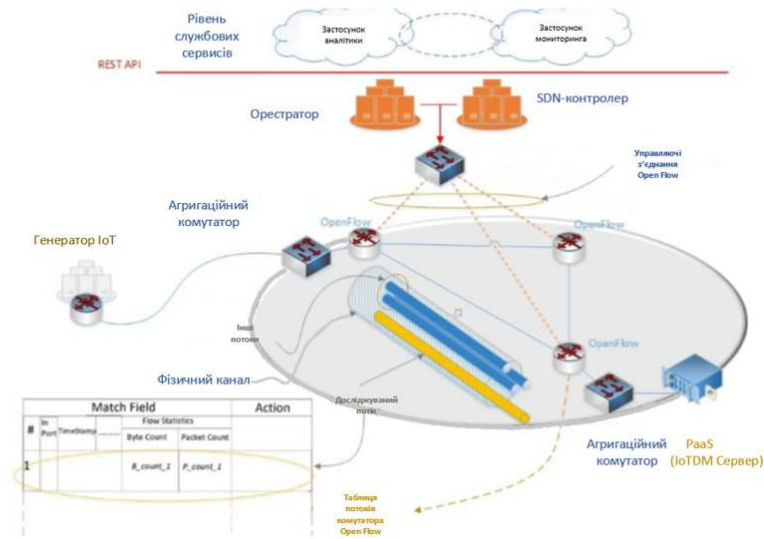 Рівень
службових
сервисів
Застосунок
аналітики
Застосунок
мониторинга
REST API
Орестратор
SDN-контролер
Управляючі
з'єднання
Open Flow
Агригаційний
комутатор
OpenFlow
OpenFlow
Генератор IoT
Інші
потоки
OpenFlow
Фізичний канал
Досліджуваний
потік
Match Field
Action
#
In
Port
TimeStamp
Flow Statistics
Byte Count
Packet Count
1
B_count_1
P_count_1
Агригаційний
комутатор
PaaS
(IoTDM Сервер)
Таблиця
потоків
комутатора
Open Flow